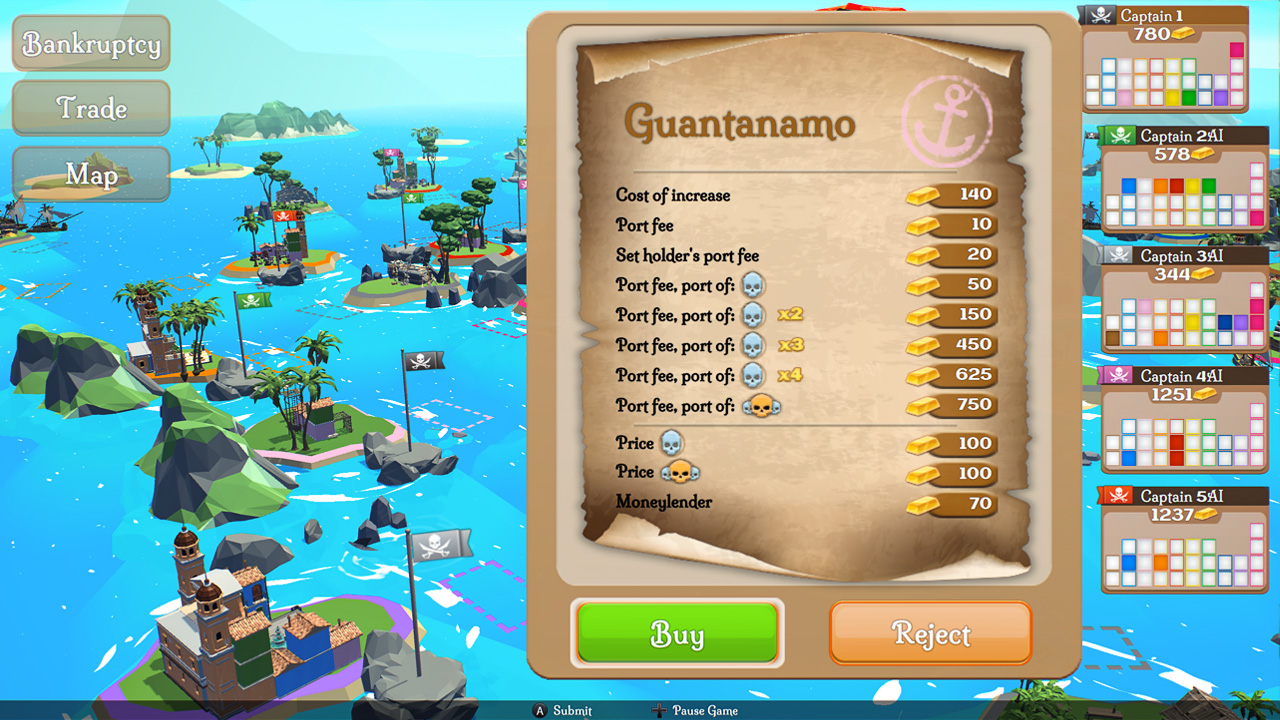 Bankruptcy
Trade
Map
Guantanamo
Cost of increase 140
Port fee 10
Set holder's port fee 20
Port fee, port of: 50
Port fee, port of: x2 150
Port fee, port of: x3 450
Port fee, port of: x4 625
Port fee, port of: 750
Price 100
Price 100
Moneylender 70
Buy
Reject
Captain 1
780
Captain 2AI
578
Captain 3AI
344
Captain 4AI
1251
Captain 5AI
1237
A Submit
Pause Game